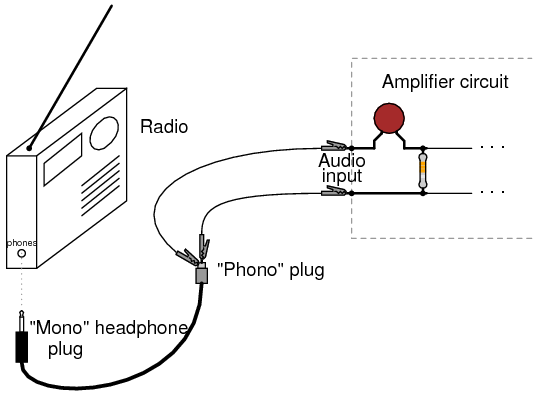 Amplifier circuit
Radio
Audio
input
phones
"Phono" plug
"Mono" headphone
plug